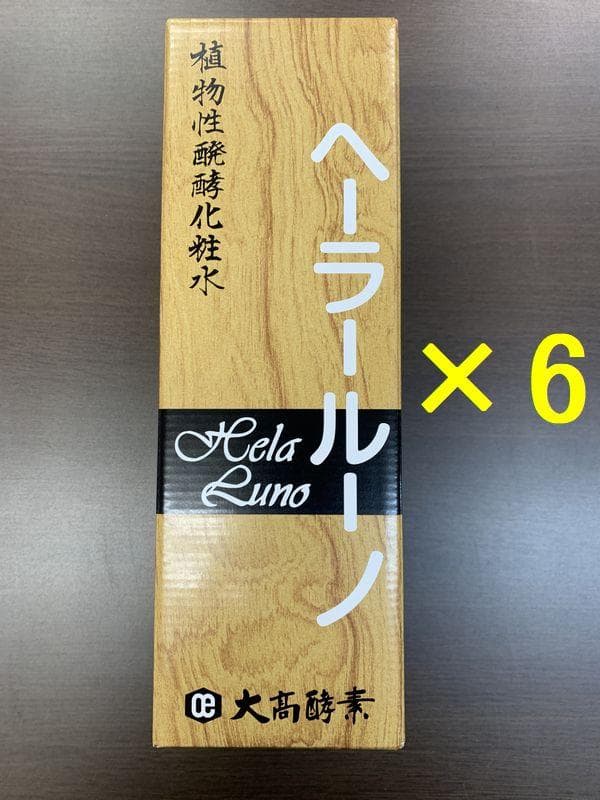 ヘーラールーノ
植物性醗酵化粧水
Hela
Luno
× 6
OE 大高酵素